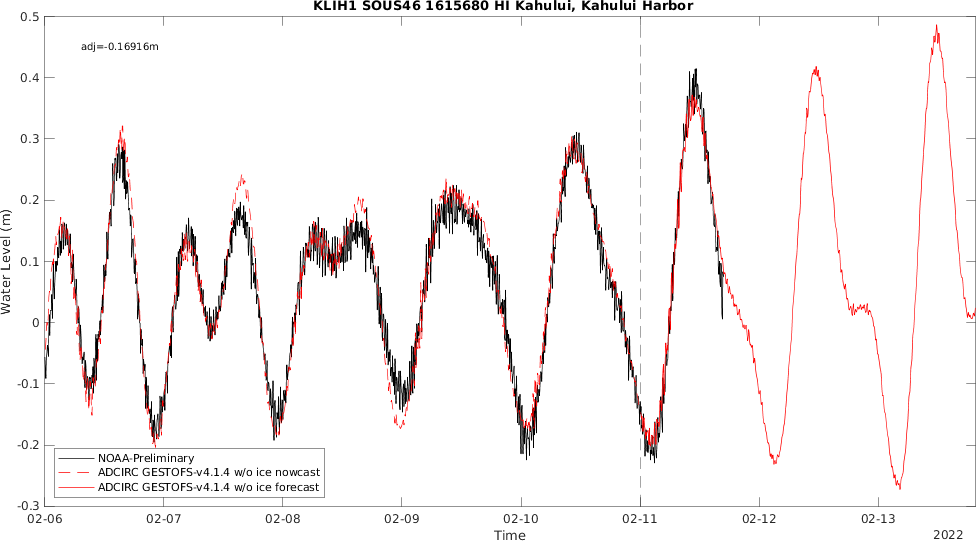 KLIH1 SOUS46 1615680 HI Kahului, Kahului Harbor
adj=-0.16916m
0.5
0.4
0.3
0.2
0.1
0
-0.1
-0.2
-0.3
Water Level (m)
NOAA-Preliminary
ADCIRC GESTOFS-v4.1.4 w/o ice nowcast
ADCIRC GESTOFS-v4.1.4 w/o ice forecast
02-06 02-07 02-08 02-09 02-10 02-11 02-12 02-13
Time
2022